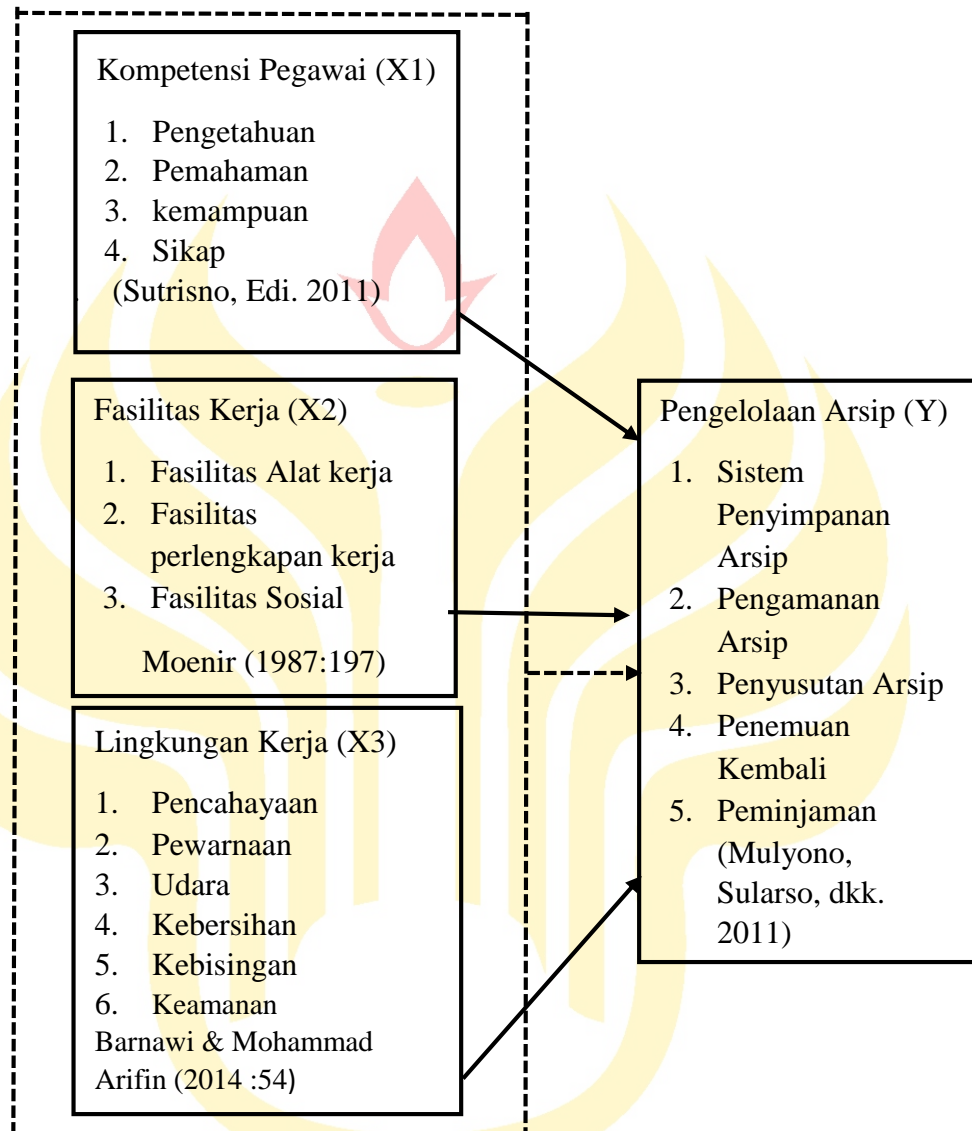 Kompetensi Pegawai (X1)
1. Pengetahuan
2. Pemahaman
3. kemampuan
4. Sikap
. (Sutrisno, Edi. 2011)
Fasilitas Kerja (X2)
1. Fasilitas Alat kerja
2. Fasilitas
perlengkapan kerja
3. Fasilitas Sosial
Moenir (1987:197)
Lingkungan Kerja (X3)
1. Pencahayaan
2. Pewarnaan
3. Udara
4. Kebersihan
5. Kebisingan
6. Keamanan
Barnawi & Mohammad
Arifin (2014 :54)
Pengelolaan Arsip (Y)
1. Sistem
Penyimpanan
Arsip
2. Pengamanan
Arsip
3. Penyusutan Arsip
4. Penemuan
Kembali
5. Peminjaman
(Mulyono,
Sularso, dkk.
2011)